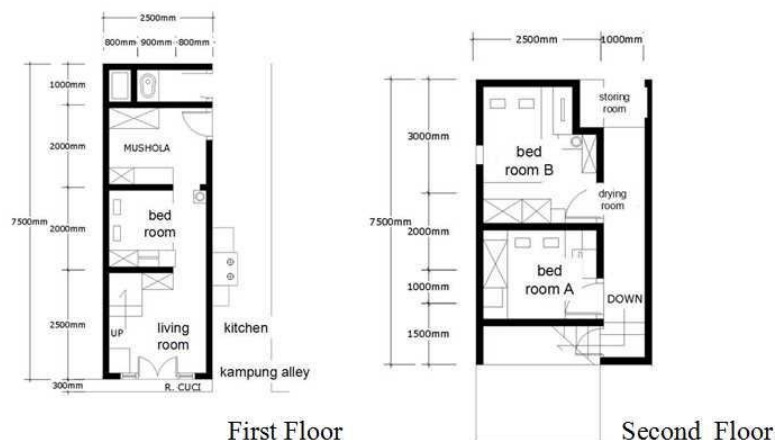 2500mm
800mm 900mm 800mm
1000mm
2000mm
7500mm
2000mm
2500mm
300mm
MUSHOLA
bed
room
UP
living
room
kitchen
kampung alley
R. CUCI
First Floor
2500mm 1000mm
3000mm
7500mm
2000mm
1000mm
1500mm
storing
room
bed
room B
drying
room
bed
room A
DOWN
Second Floor